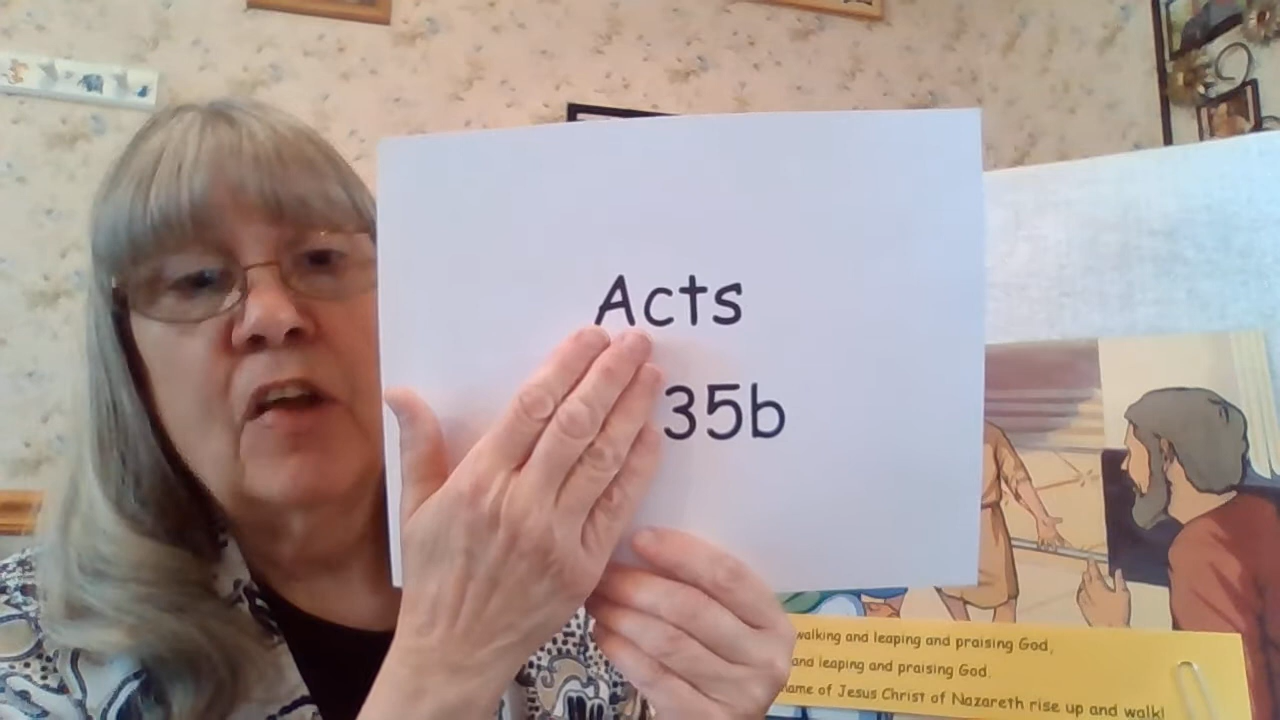 Acts
35b
walking and leaping and praising God,
and leaping and praising God.
name of Jesus Christ of Nazareth rise up and walk!